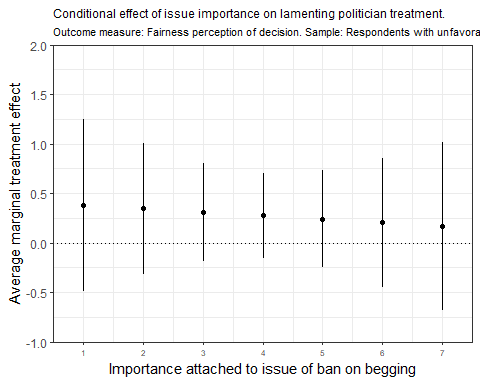 Conditional effect of issue importance on lamenting politician treatment.
Outcome measure: Fairness perception of decision. Sample: Respondents with unfavora
Average marginal treatment effect
2.0
1.5
1.0
0.5
0.0
-0.5
-1.0
1 2 3 4 5 6 7
Importance attached to issue of ban on begging